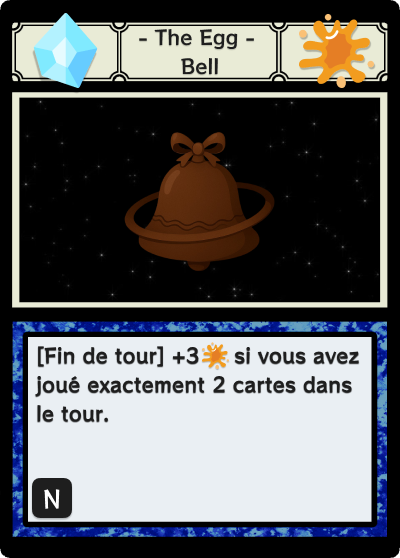 - The Egg -
Bell
[Fin de tour] +3 si vous avez
joué exactement 2 cartes dans
le tour.
N